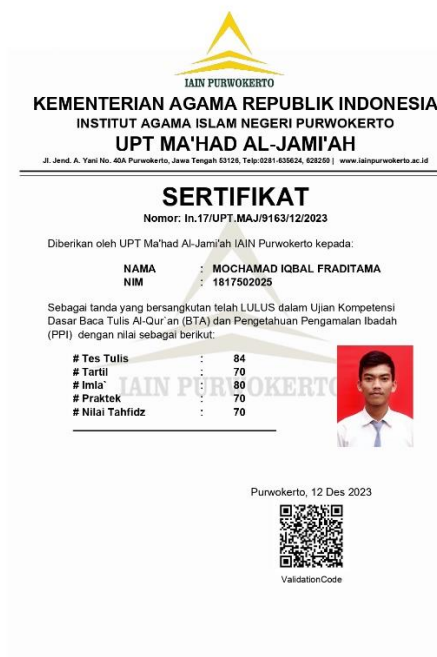 IAIN PURWOKERTO
KEMENTERIAN AGAMA REPUBLIK INDONESIA
INSTITUT AGAMA ISLAM NEGERI PURWOKERTO
UPT MA'HAD AL-JAMI'AH
Jl. Jend. A. Yani No. 40A Purwokerto, Jawa Tengah 53126, Telp:0281-635624, 628250 | www.iainpurwokerto.ac.id
SERTIFIKAT
Nomor: In.17/UPT.MAJ/9163/12/2023
Diberikan oleh UPT Ma'had Al-Jami'ah IAIN Purwokerto kepada:
NAMA : MOCHAMAD IQBAL FRADITAMA
NIM : 1817502025
Sebagai tanda yang bersangkutan telah LULUS dalam Ujian Kompetensi
Dasar Baca Tulis Al-Qur`an (BTA) dan Pengetahuan Pengamalan Ibadah
(PPI) dengan nilai sebagai berikut:
# Tes Tulis : 84
# Tartil : 70
# Imla` : 80
# Praktek : 70
# Nilai Tahfidz : 70
IAIN PURWOKERTO
Purwokerto, 12 Des 2023
ValidationCode